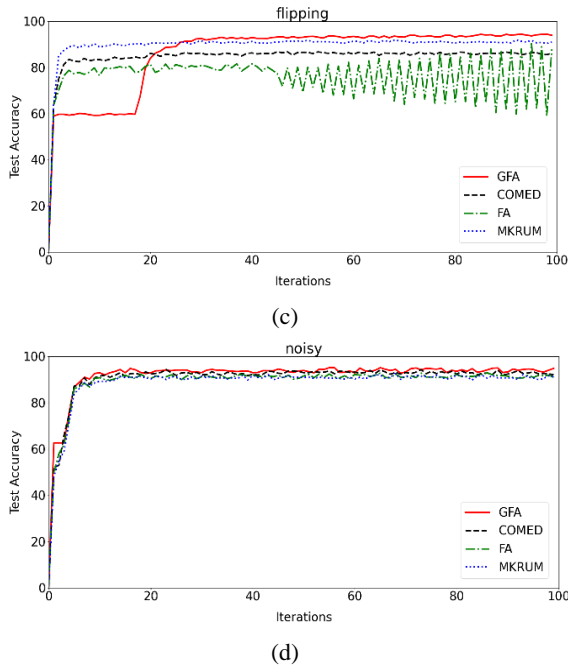 flipping
100
80
60
40
20
0
Test Accuracy
GFA
COMED
FA
MKRUM
0 20 40 60 80 100
Iterations
(c)
noisy
100
80
60
40
20
0
Test Accuracy
GFA
COMED
FA
MKRUM
0 20 40 60 80 100
Iterations
(d)